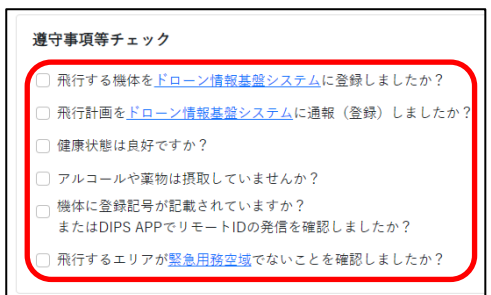 遵守事項等チェック
飛行する機体をドローン情報基盤システムに登録しましたか？
飛行計画をドローン情報基盤システムに通報（登録）しましたか？
健康状態は良好ですか？
アルコールや薬物は摂取していませんか？
機体に登録記号が記載されていますか？
またはDIPS APPでリモートIDの発信を確認しましたか？
飛行するエリアが緊急用務空域でないことを確認しましたか？